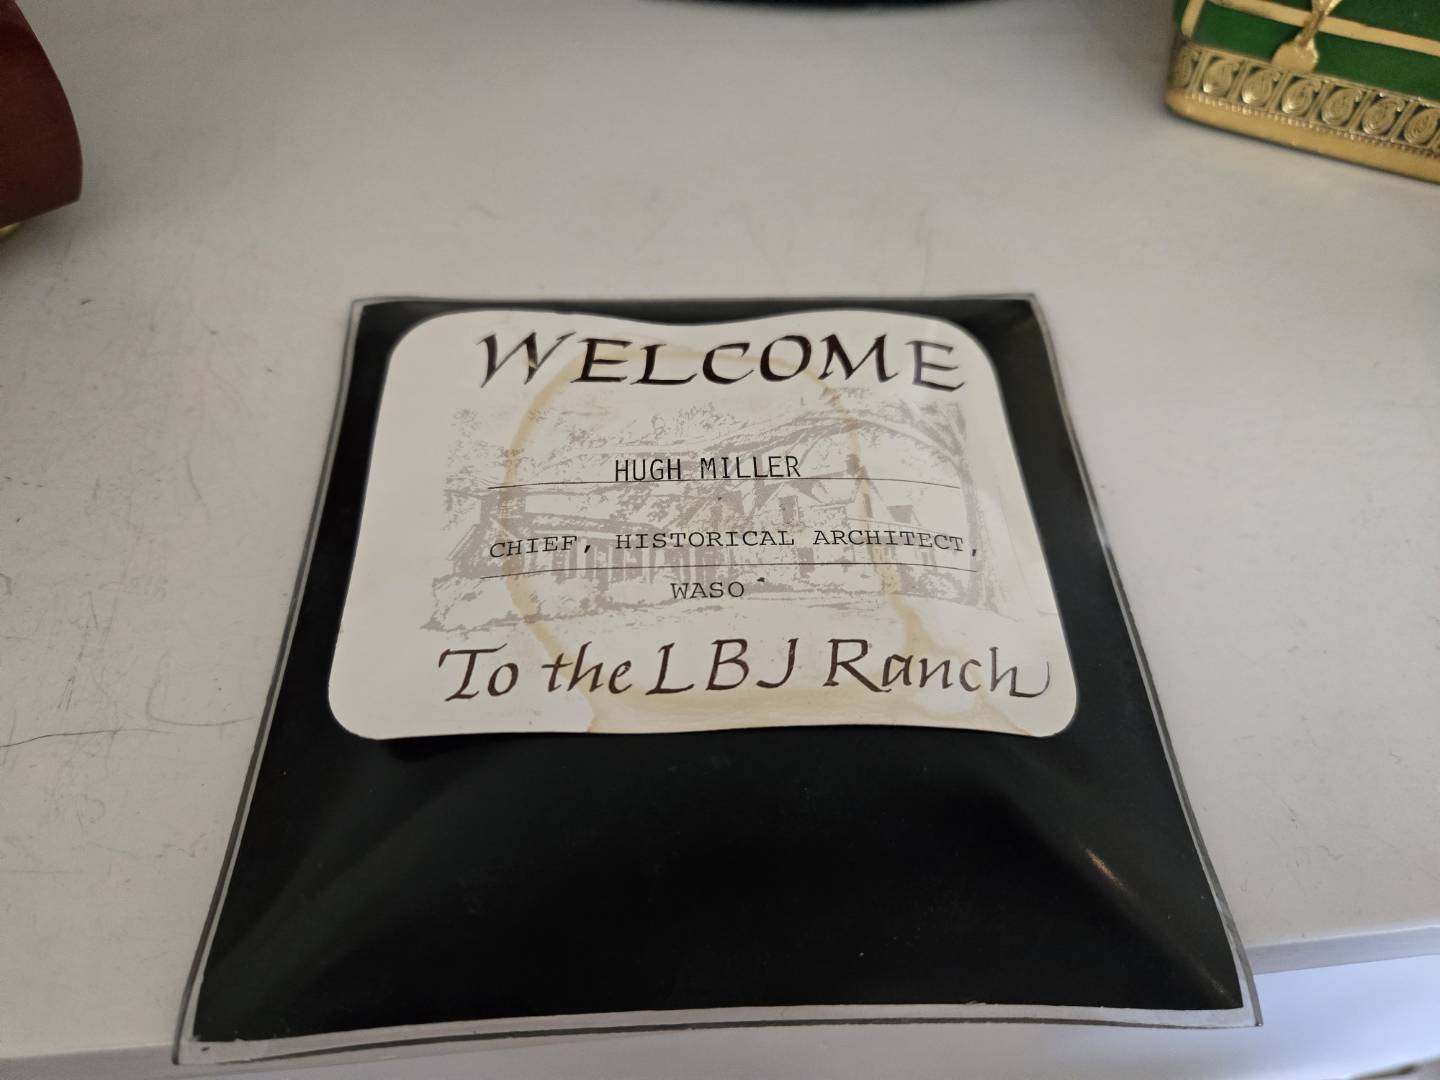 WELCOME
HUGH MILLER
CHIEF, HISTORICAL ARCHITECT,
WASO
To the LBJ Ranch